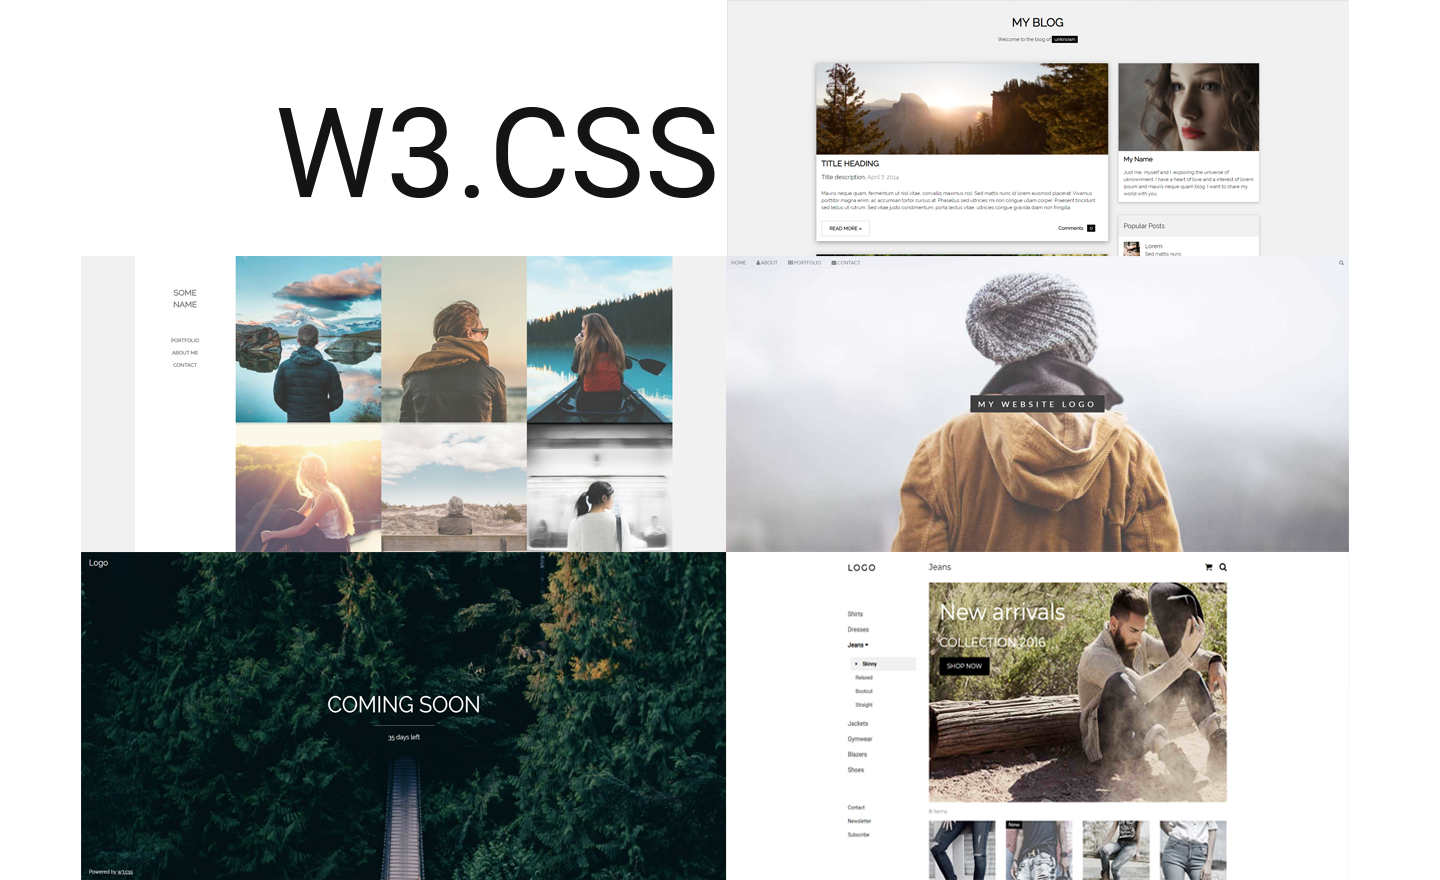 W3.CSS
MY BLOG
Welcome to the blog of unknown
TITLE HEADING
Title description, April 7, 2014
Mauris neque quam, fermentum ut nisl vitae, convallis maximus nisl. Sed mattis nunc id lorem euismod placerat. Vivamus
porttitor magna enim, ac accumsan tortor cursus at. Phasellus sed ultricies mi non congue ullam corper. Praesent tincidunt
sed tellus ut rutrum. Sed vitae justo condimentum, porta lectus vitae, ultricies congue gravida diam non fringilla.
READ MORE »
Comments 0
My Name
Just me, myself and I, exploring the universe of
uknownment. I have a heart of love and a interest of lorem
ipsum and mauris neque quam blog. I want to share my
world with you.
Popular Posts
Lorem
Sed mattis nunc
SOME
NAME
PORTFOLIO
ABOUT ME
CONTACT
HOME ABOUT PORTFOLIO CONTACT
MY WEBSITE LOGO
Logo
COMING SOON
35 days left
Powered by w3.css
LOGO
Shirts
Dresses
Jeans
Skinny
Relaxed
Bootcut
Straight
Jackets
Gymwear
Blazers
Shoes
Contact
Newsletter
Subscribe
Jeans
New arrivals
COLLECTION 2016
SHOP NOW
8 items
New